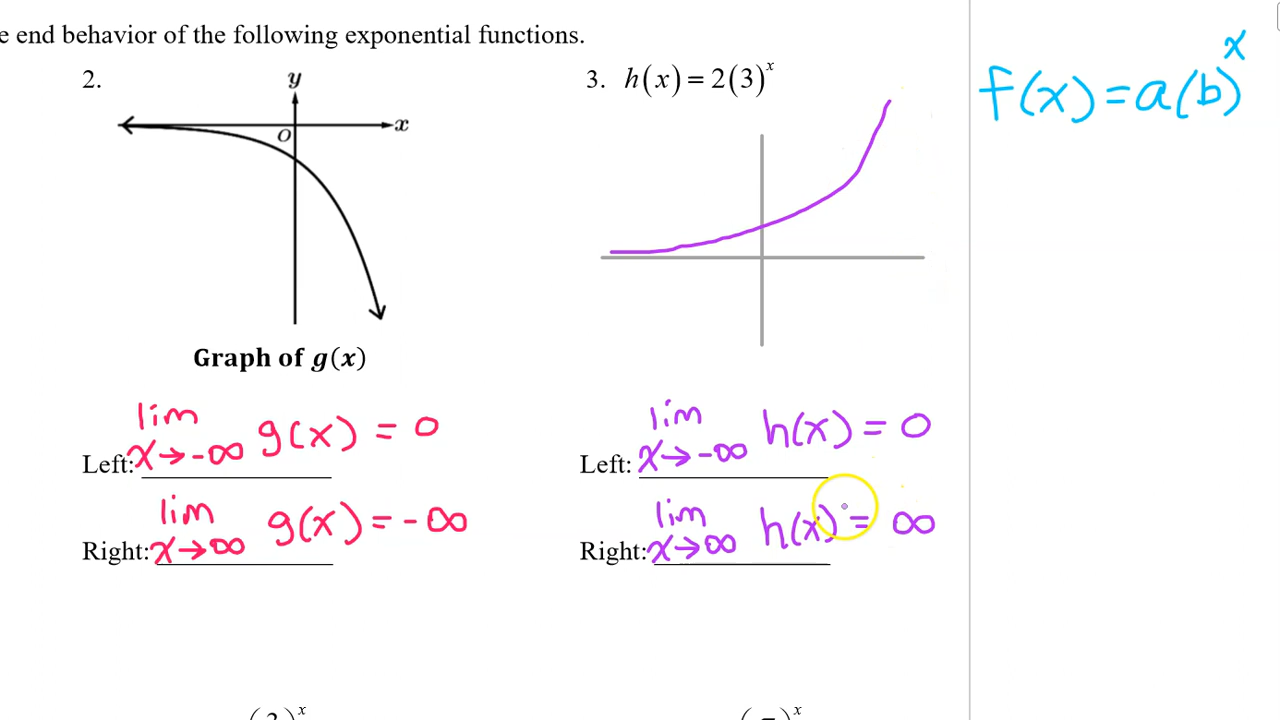 e end behavior of the following exponential functions.
2.
y
O
x
Graph of g(x)
lim
x→-∞ g(x) = 0
Left:
lim
x→∞ g(x) = -∞
Right:
3. h(x) = 2(3)^x
lim
x→-∞ h(x) = 0
Left:
lim
x→∞ h(x) = ∞
Right:
f(x) = a(b)^x